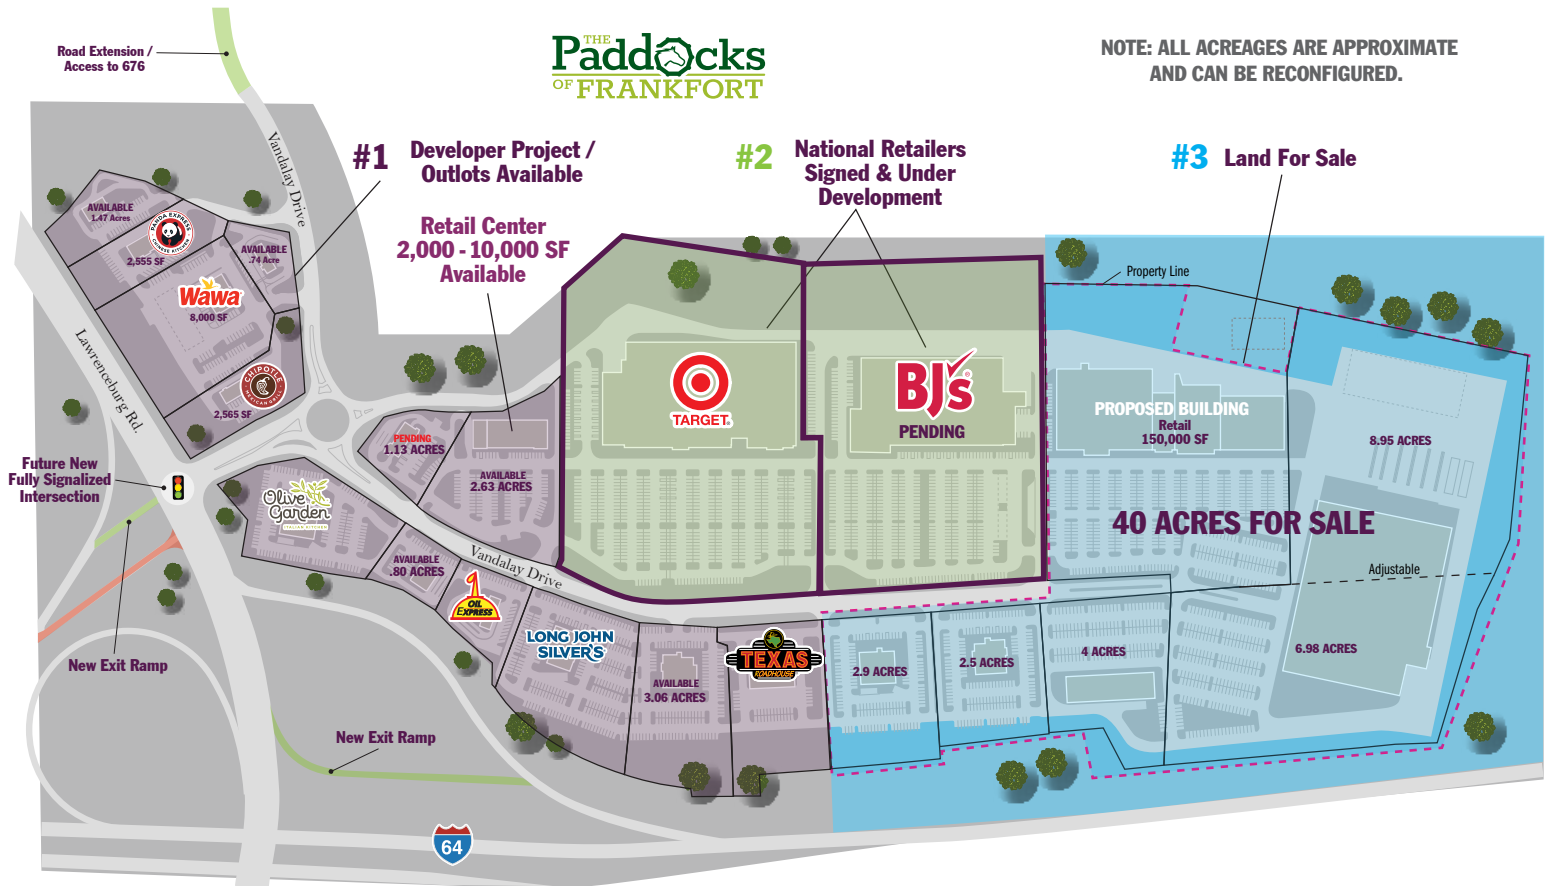 Road Extension /
Access to 676
THE
Paddocks
OF FRANKFORT
NOTE: ALL ACREAGES ARE APPROXIMATE
AND CAN BE RECONFIGURED.
#1
Developer Project /
Outlots Available
#2
National Retailers
Signed & Under
Development
#3
Land For Sale
Retail Center
2,000 - 10,000 SF
Available
Vandalay Drive
AVAILABLE
1.47 Acres
PANDA EXPRESS
CHINESE KITCHEN
2,555 SF
AVAILABLE
.74 Acre
Wawa
8,000 SF
CHIPOTLE
MEXICAN GRILL
2,565 SF
Lawrenceburg Rd.
Property Line
TARGET
BJ's
PENDING
PROPOSED BUILDING
Retail
150,000 SF
8.95 ACRES
PENDING
1.13 ACRES
AVAILABLE
2.63 ACRES
Future New
Fully Signalized
Intersection
Olive
Garden
ITALIAN KITCHEN
40 ACRES FOR SALE
Vandalay Drive
AVAILABLE
.80 ACRES
Adjustable
OIL
EXPRESS
LONG JOHN
SILVER'S
TEXAS
ROADHOUSE
AVAILABLE
3.06 ACRES
2.9 ACRES
2.5 ACRES
4 ACRES
6.98 ACRES
New Exit Ramp
New Exit Ramp
64